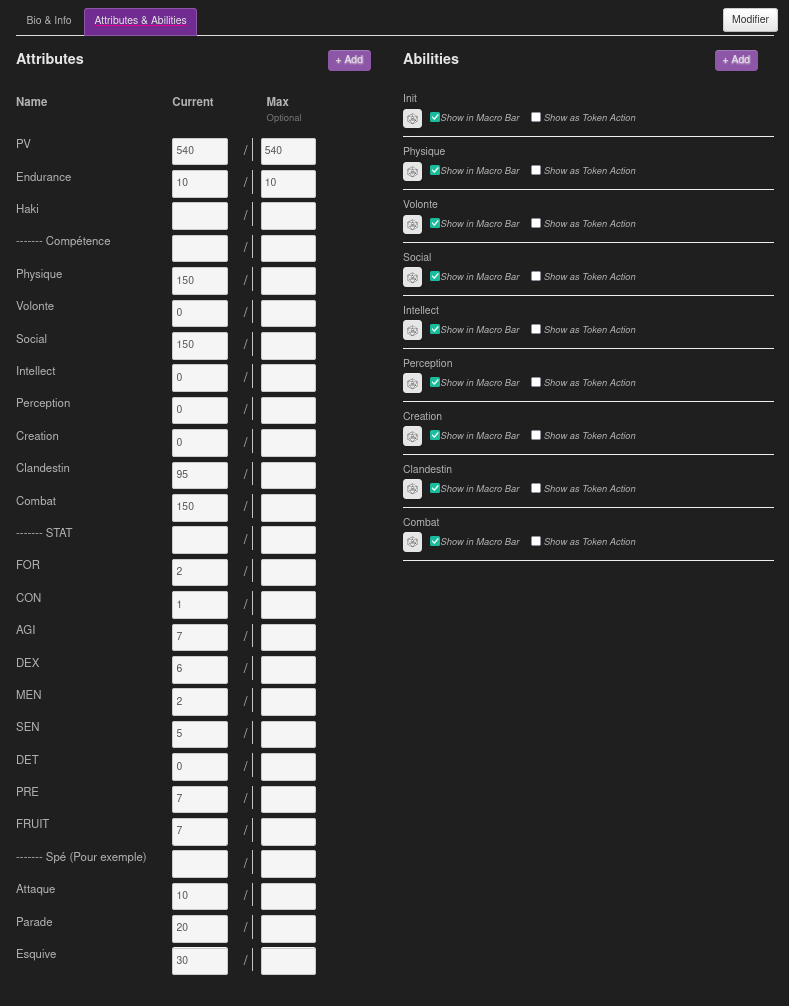 Bio & Info
Attributes & Abilities
Modifier
Attributes
+ Add
Name Current Max
Optional
PV 540 / 540
Endurance 10 / 10
Haki /
------- Compétence /
Physique 150 /
Volonte 0 /
Social 150 /
Intellect 0 /
Perception 0 /
Creation 0 /
Clandestin 95 /
Combat 150 /
------- STAT /
FOR 2 /
CON 1 /
AGI 7 /
DEX 6 /
MEN 2 /
SEN 5 /
DET 0 /
PRE 7 /
FRUIT 7 /
------- Spé (Pour exemple) /
Attaque 10 /
Parade 20 /
Esquive 30 /
Abilities
+ Add
Init
Show in Macro Bar Show as Token Action
Physique
Show in Macro Bar Show as Token Action
Volonte
Show in Macro Bar Show as Token Action
Social
Show in Macro Bar Show as Token Action
Intellect
Show in Macro Bar Show as Token Action
Perception
Show in Macro Bar Show as Token Action
Creation
Show in Macro Bar Show as Token Action
Clandestin
Show in Macro Bar Show as Token Action
Combat
Show in Macro Bar Show as Token Action